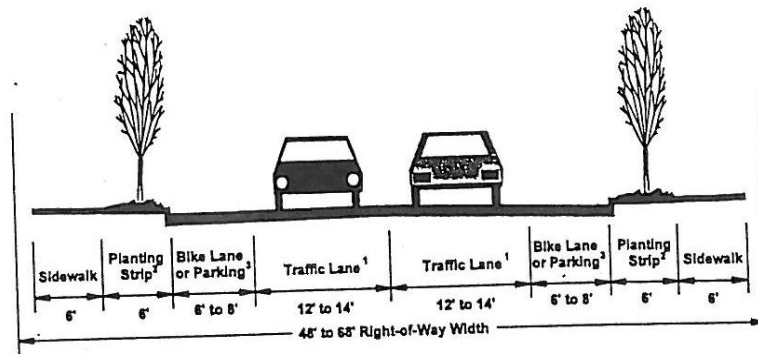 Sidewalk
Planting
Strip²
Bike Lane
or Parking³
Traffic Lane¹
Traffic Lane¹
Bike Lane
or Parking³
Planting
Strip²
Sidewalk
6' 6' 6' to 8' 12' to 14' 12' to 14' 6' to 8' 6' 6'
48' to 68' Right-of-Way Width